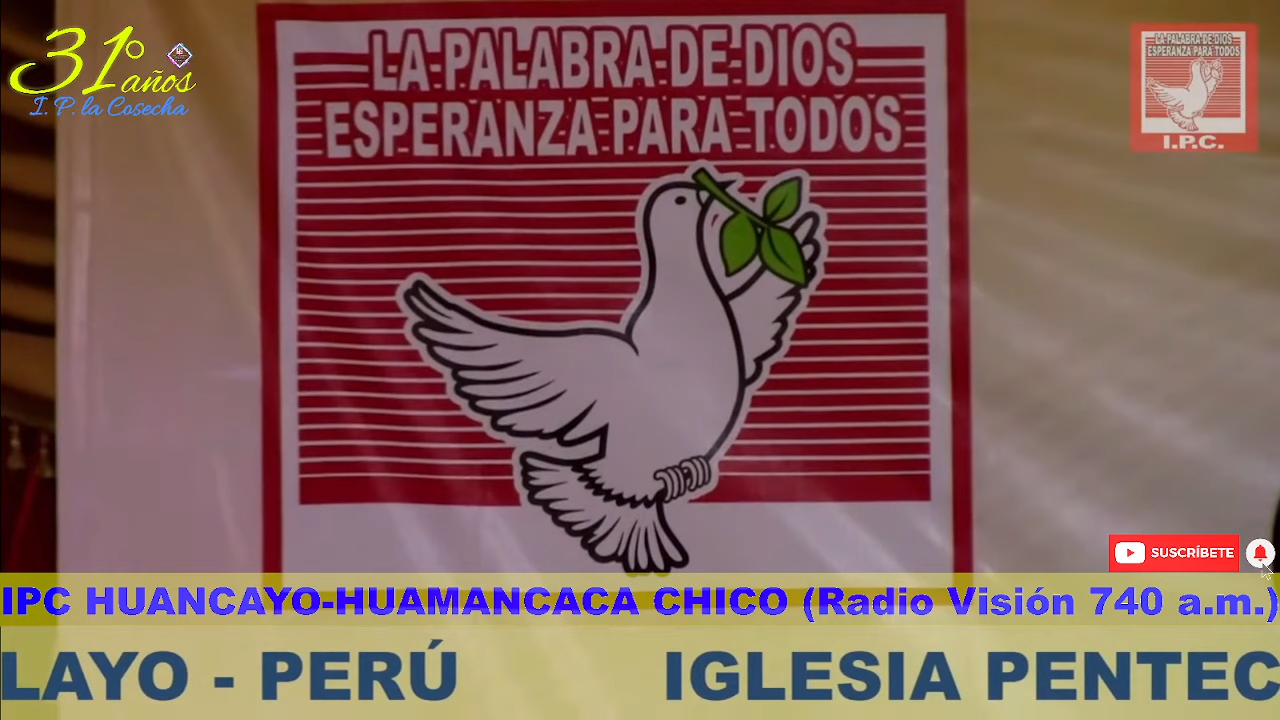 31° años
I. P. la Cosecha
LA PALABRA DE DIOS
ESPERANZA PARA TODOS
LA PALABRA DE DIOS
ESPERANZA PARA TODOS
I.P.C.
SUSCRÍBETE
IPC HUANCAYO-HUAMANCACA CHICO (Radio Visión 740 a.m.)
LAYO - PERÚ IGLESIA PENTEC